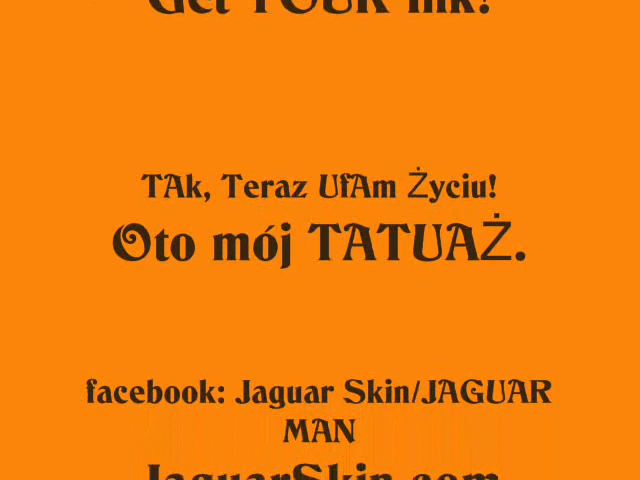 Get YOUR ink!
TAk, Teraz UfAm Życiu!
Oto mój TATUAŻ.
facebook: Jaguar Skin/JAGUAR
MAN
JaguarSkin.com